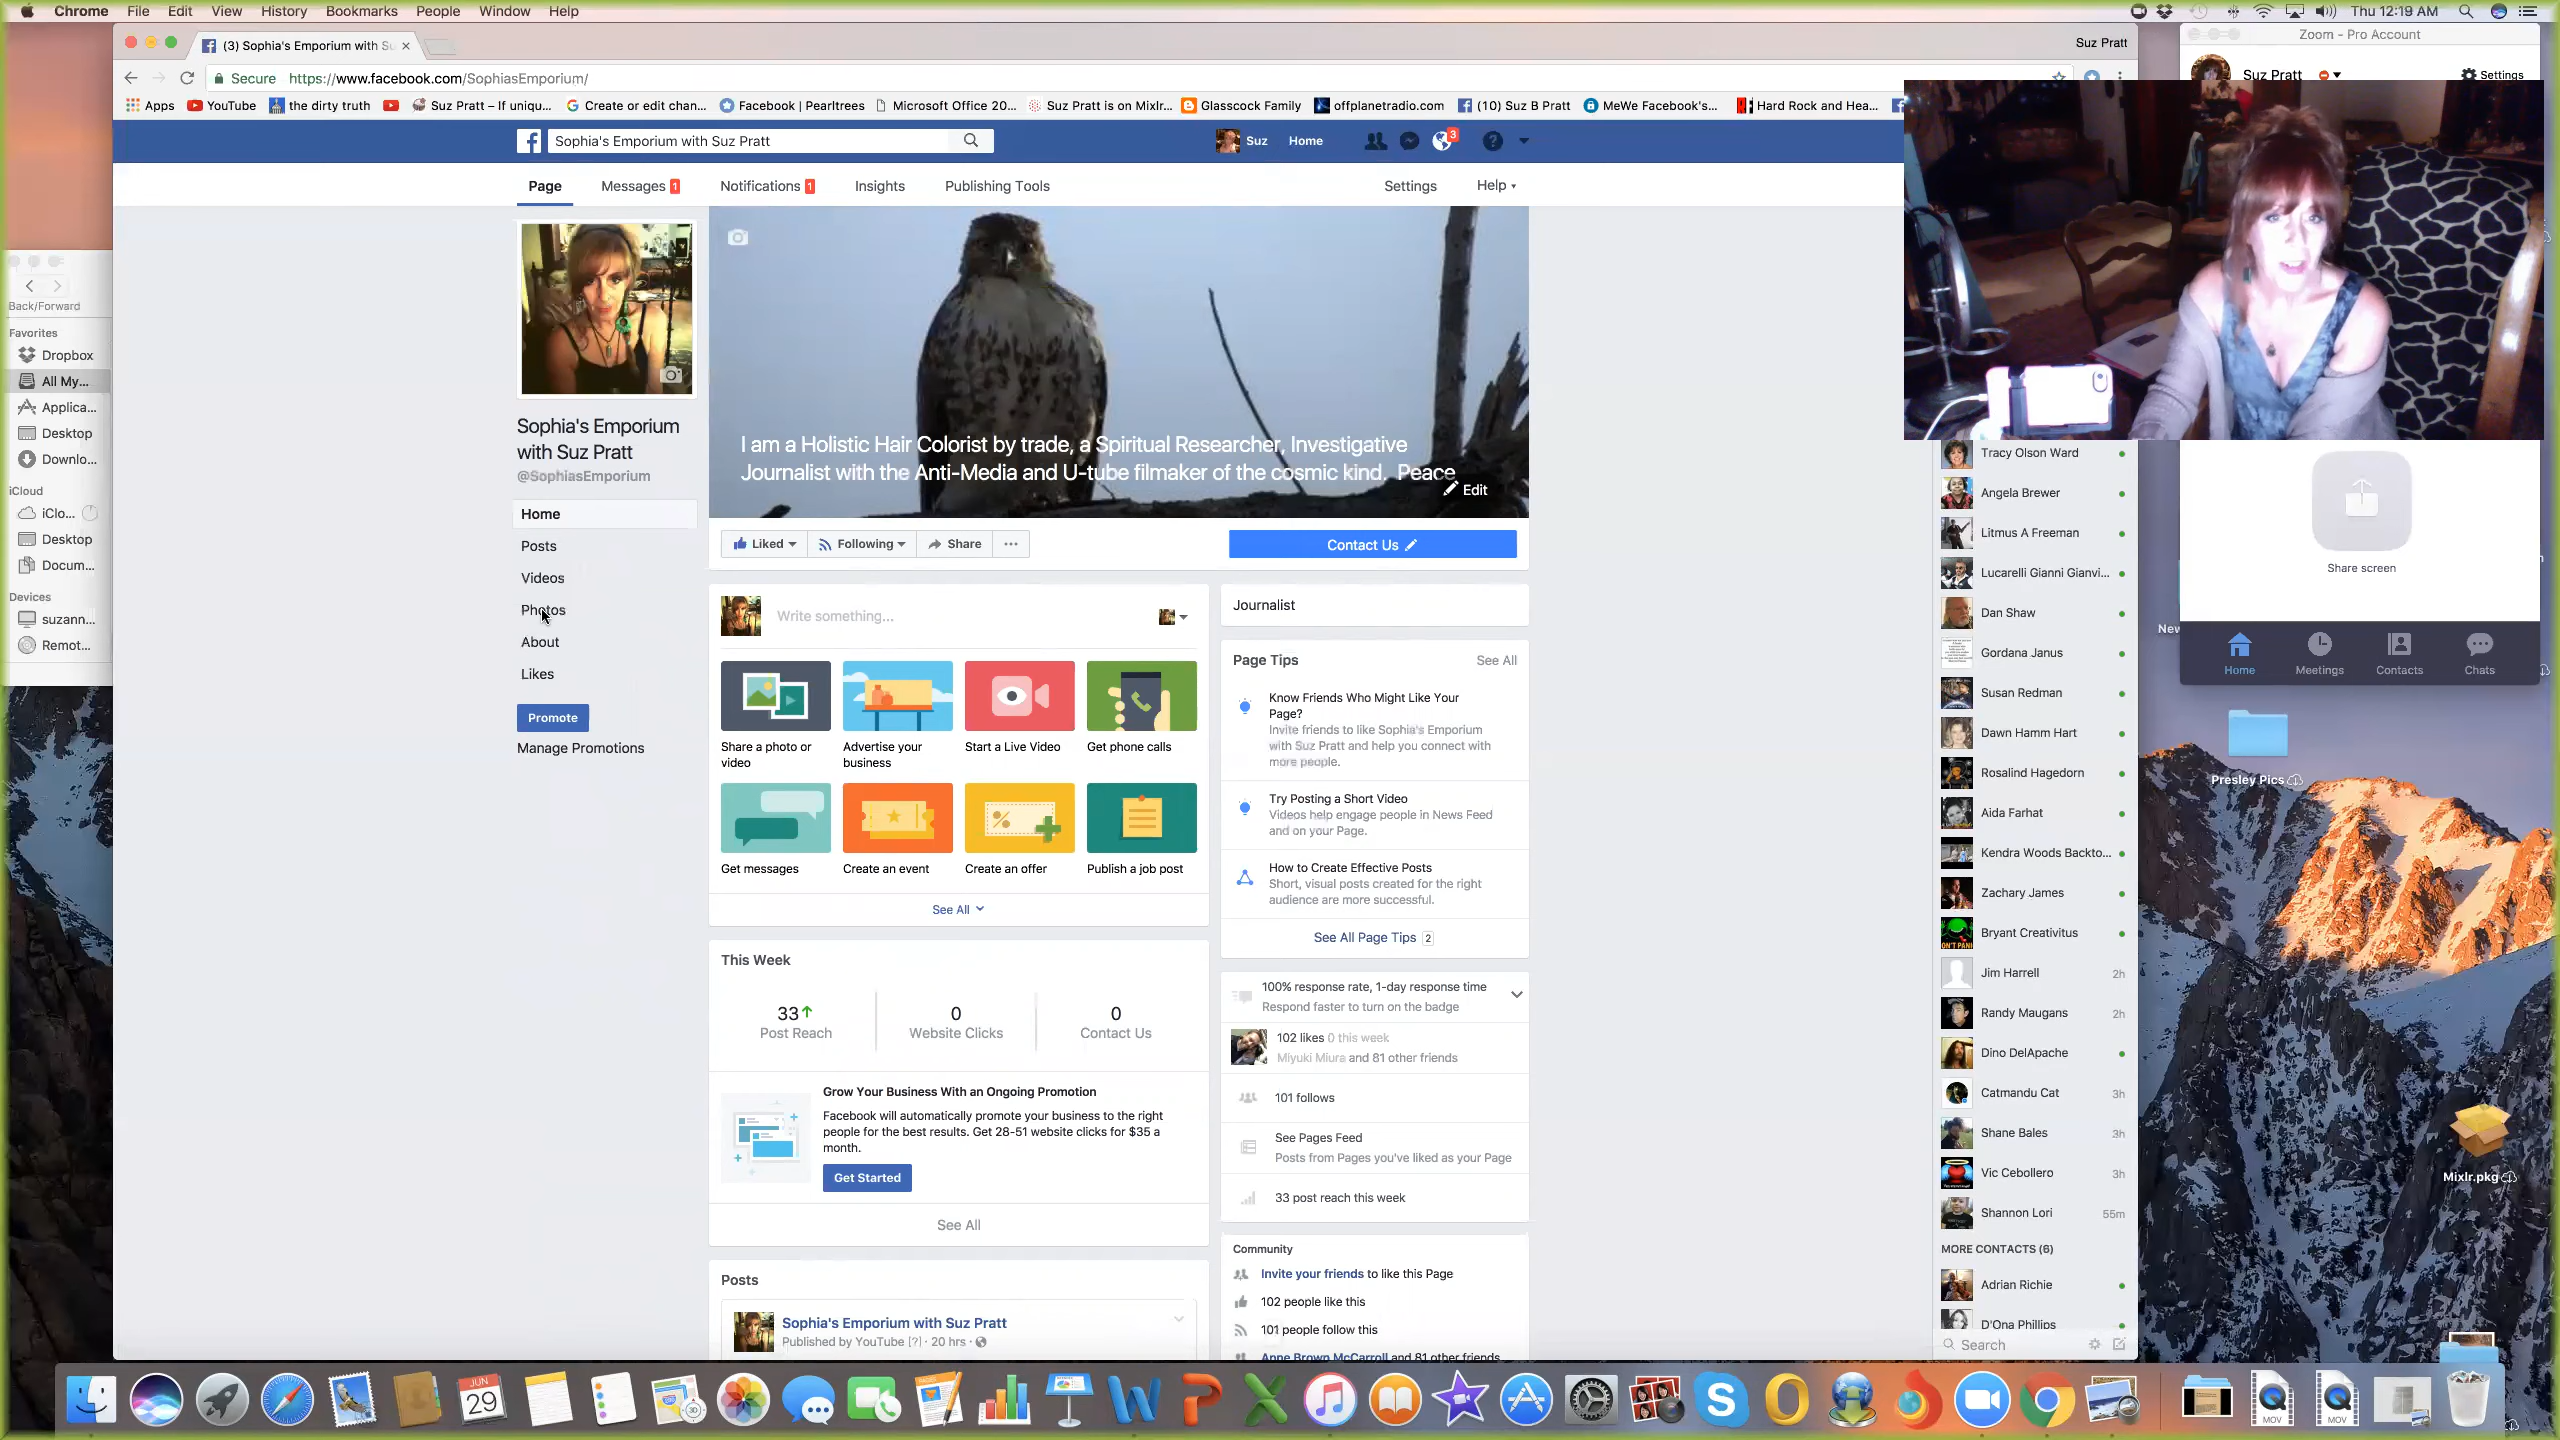 Chrome File Edit View History Bookmarks People Window Help
Thu 12:19 AM
(3) Sophia's Emporium with Su
Suz Pratt
Secure https://www.facebook.com/SophiasEmporium/
Apps YouTube the dirty truth Suz Pratt – If uniqu... Create or edit chan... Facebook | Pearltrees Microsoft Office 20... Suz Pratt is on Mixlr... Glasscock Family offplanetradio.com (10) Suz B Pratt MeWe Facebook's... Hard Rock and Hea...
Sophia's Emporium with Suz Pratt
Suz Home 3
Page Messages 1 Notifications 1 Insights Publishing Tools Settings Help
I am a Holistic Hair Colorist by trade, a Spiritual Researcher, Investigative
Journalist with the Anti-Media and U-tube filmaker of the cosmic kind. Peace
Edit
Sophia's Emporium
with Suz Pratt
@SophiasEmporium
Home
Posts
Videos
Photos
About
Likes
Promote
Manage Promotions
Liked Following Share ...
Contact Us
Write something...
Share a photo or
video
Advertise your
business
Start a Live Video
Get phone calls
Get messages
Create an event
Create an offer
Publish a job post
See All
This Week
33 0 0
Post Reach Website Clicks Contact Us
Grow Your Business With an Ongoing Promotion
Facebook will automatically promote your business to the right
people for the best results. Get 28-51 website clicks for $35 a
month.
Get Started
See All
Posts
Sophia's Emporium with Suz Pratt
Published by YouTube [?] · 20 hrs ·
Journalist
Page Tips See All
Know Friends Who Might Like Your
Page?
Invite friends to like Sophia's Emporium
with Suz Pratt and help you connect with
more people.
Try Posting a Short Video
Videos help engage people in News Feed
and on your Page.
How to Create Effective Posts
Short, visual posts created for the right
audience are more successful.
See All Page Tips 2
100% response rate, 1-day response time
Respond faster to turn on the badge
102 likes 0 this week
Miyuki Miura and 81 other friends
101 follows
See Pages Feed
Posts from Pages you've liked as your Page
33 post reach this week
Community
Invite your friends to like this Page
102 people like this
101 people follow this
Anne Brown McCarroll and 81 other friends
Back/Forward
Favorites
Dropbox
All My...
Applica...
Desktop
Downlo...
iCloud
iClo...
Desktop
Docum...
Devices
suzann...
Remot...
Tracy Olson Ward
Angela Brewer
Litmus A Freeman
Lucarelli Gianni Gianvi...
Dan Shaw
Gordana Janus
Susan Redman
Dawn Hamm Hart
Rosalind Hagedorn
Aida Farhat
Kendra Woods Backto...
Zachary James
Bryant Creativitus
Jim Harrell 2h
Randy Maugans 2h
Dino DelApache
Catmandu Cat 3h
Shane Bales 3h
Vic Cebollero 3h
Shannon Lori 55m
MORE CONTACTS (6)
Adrian Richie
D'Ona Phillips
Search
Zoom - Pro Account
Suz Pratt Settings
Share screen
Home Meetings Contacts Chats
New
Presley Pics
Mixlr.pkg
JUN
29
3D
MOV
MOV